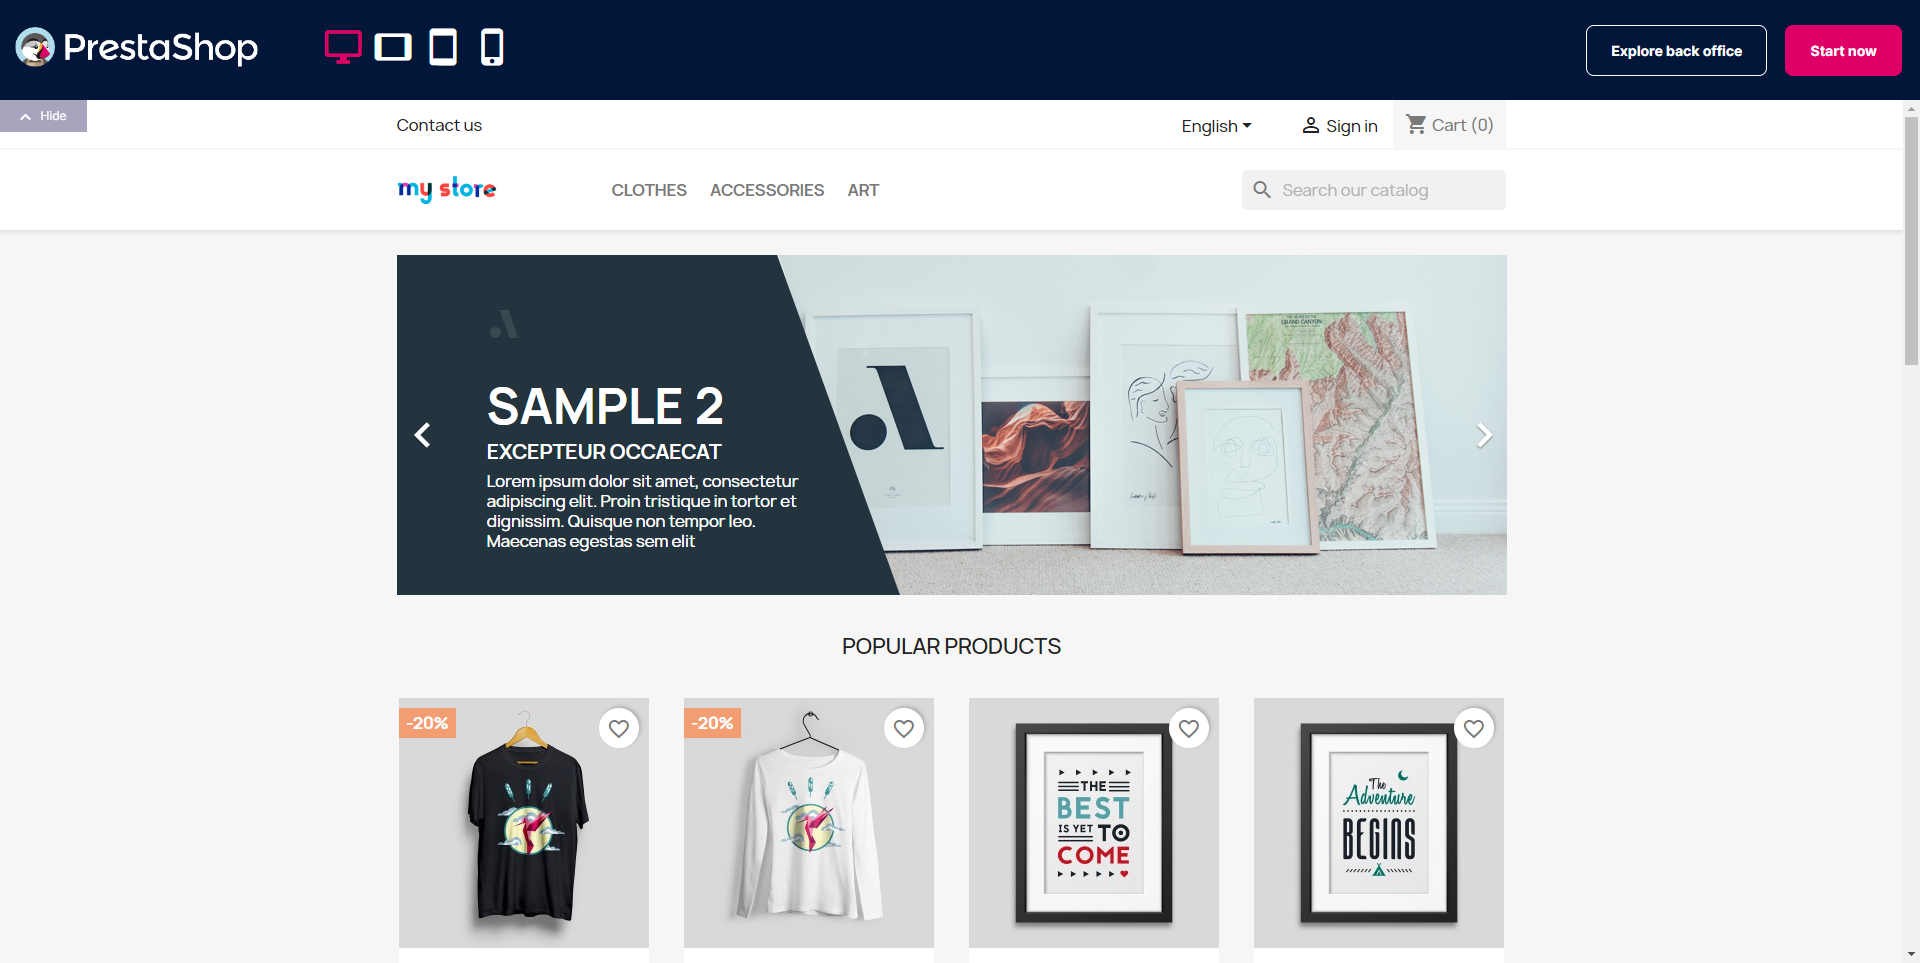 PrestaShop
Explore back office
Start now
Hide
Contact us
English
Sign in
Cart (0)
my store
CLOTHES
ACCESSORIES
ART
Search our catalog
SAMPLE 2
EXCEPTEUR OCCAECAT
Lorem ipsum dolor sit amet, consectetur
adipiscing elit. Proin tristique in tortor et
dignissim. Quisque non tempor leo.
Maecenas egestas sem elit
GRAND CANYON
POPULAR PRODUCTS
-20%
-20%
THE
BEST
IS YET TO
COME
The
Adventure
BEGINS